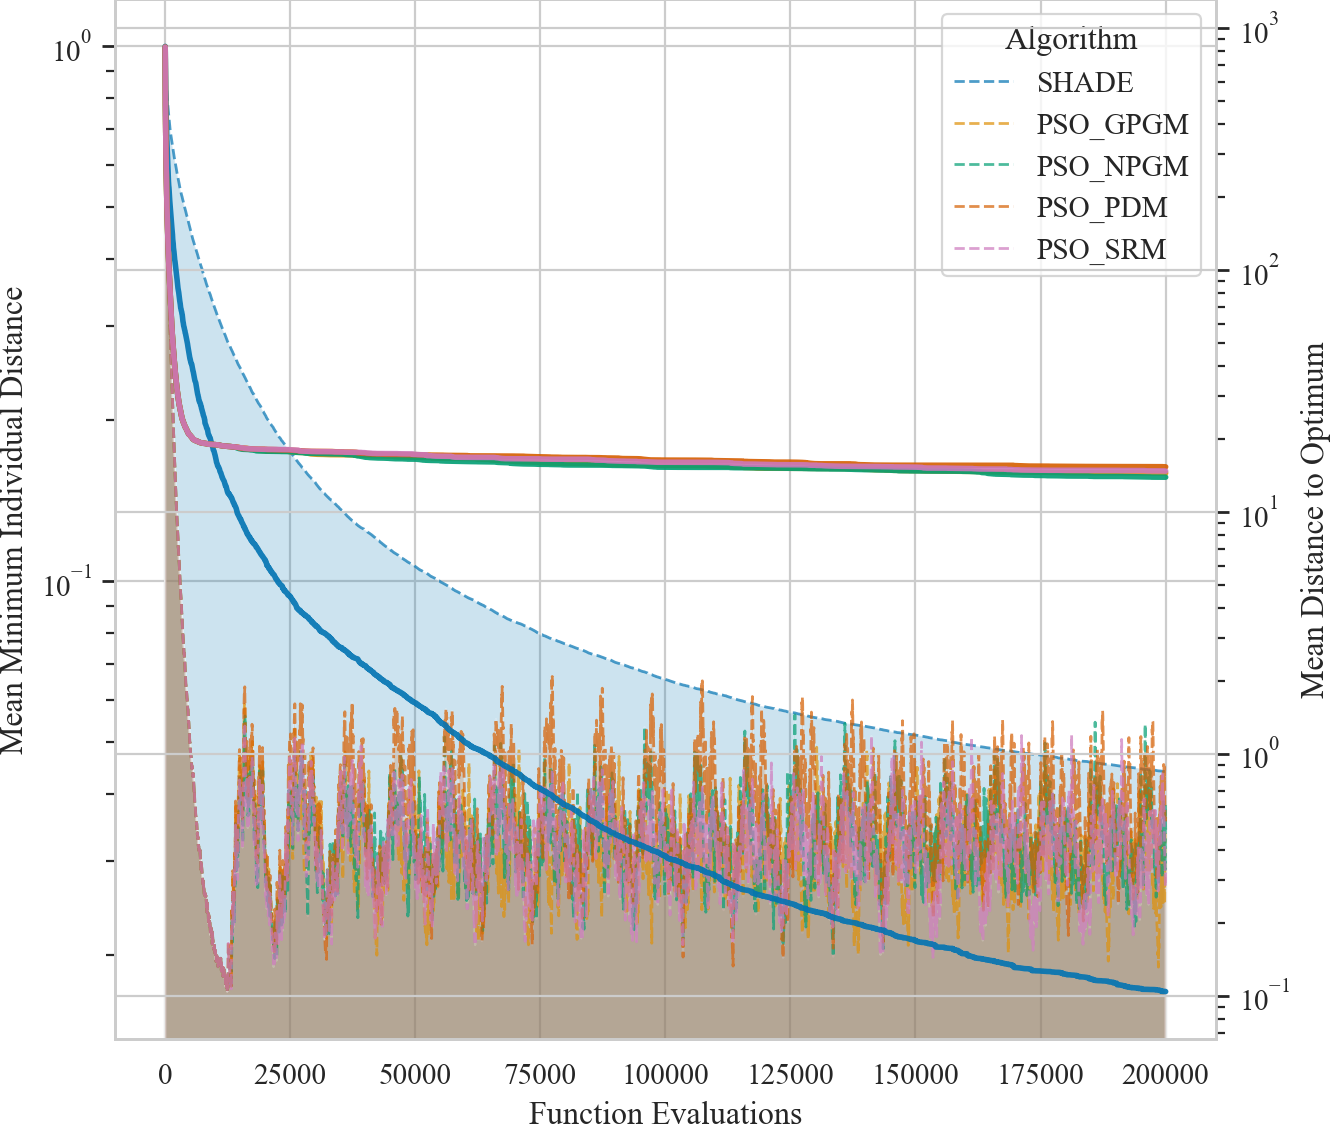 Algorithm
SHADE
PSO_GPGM
PSO_NPGM
PSO_PDM
PSO_SRM
Mean Minimum Individual Distance
10^0
10^−1
Mean Distance to Optimum
10^3
10^2
10^1
10^0
10^−1
0 25000 50000 75000 100000 125000 150000 175000 200000
Function Evaluations